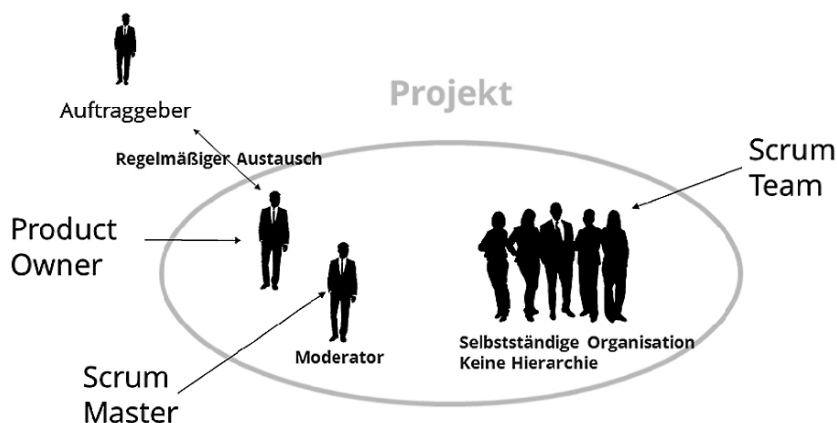 Auftraggeber
Projekt
Regelmäßiger Austausch
Scrum
Team
Product
Owner
Moderator
Selbstständige Organisation
Keine Hierarchie
Scrum
Master